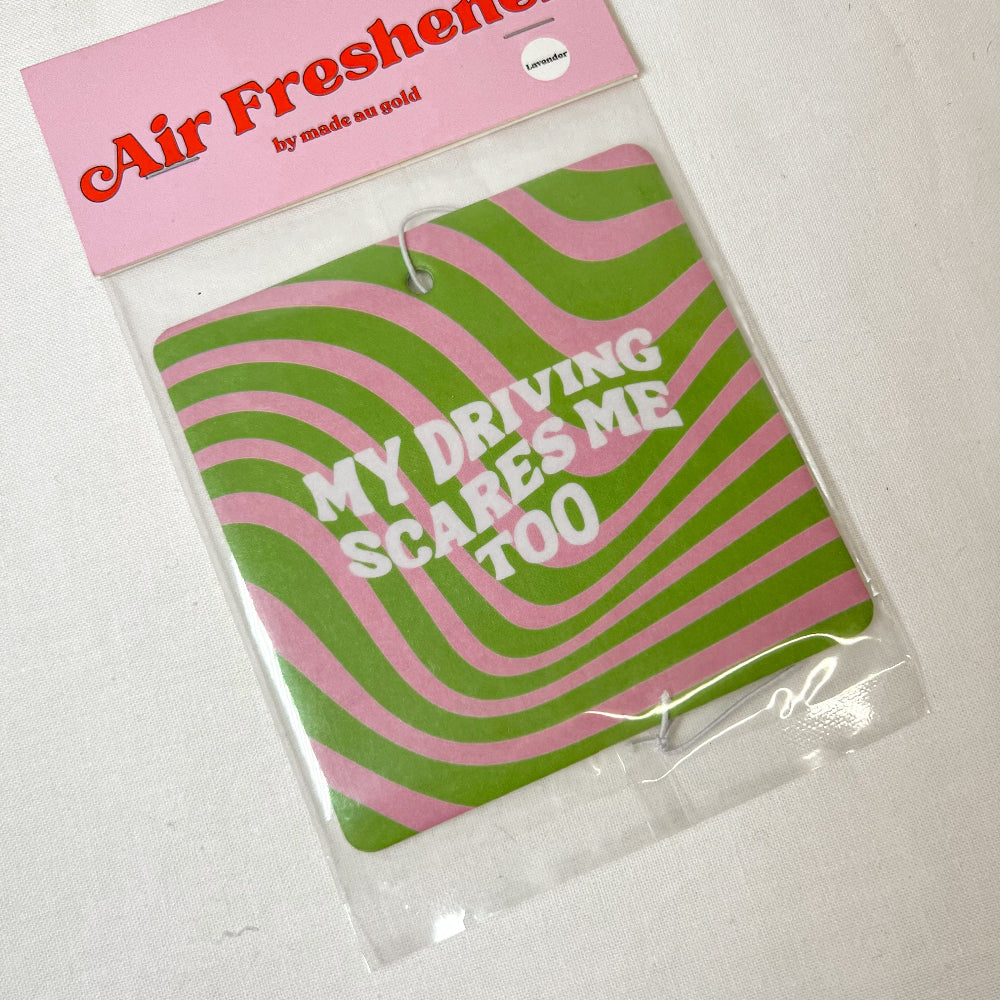 Air Freshener
by made au gold
Lavender
MY DRIVING
SCARES ME
TOO